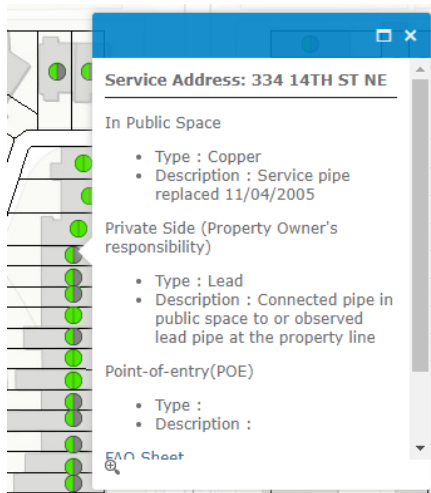 Service Address: 334 14TH ST NE
In Public Space
• Type : Copper
• Description : Service pipe
replaced 11/04/2005
Private Side (Property Owner's
responsibility)
• Type : Lead
• Description : Connected pipe in
public space to or observed
lead pipe at the property line
Point-of-entry(POE)
• Type :
• Description :
FAQ Sheet